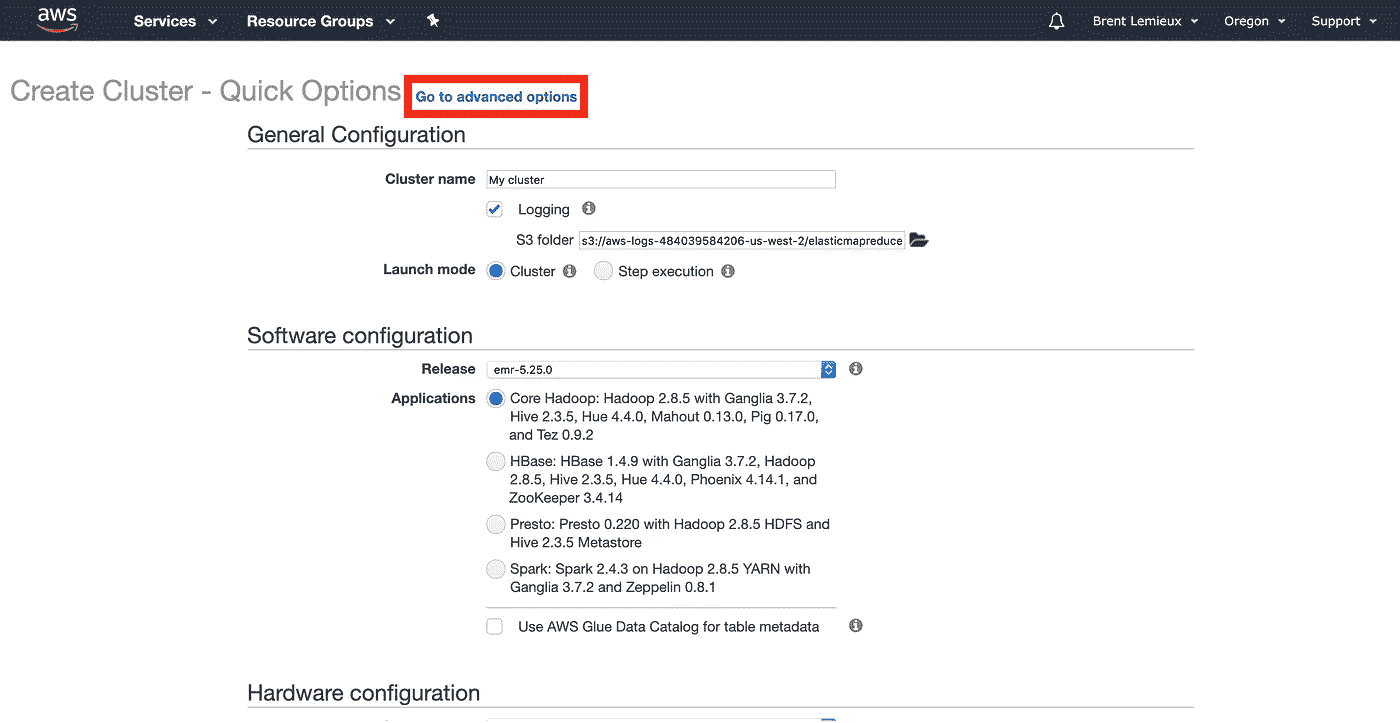 aws Services Resource Groups Brent Lemieux Oregon Support
Create Cluster - Quick Options Go to advanced options
General Configuration
Cluster name My cluster
Logging
S3 folder s3://aws-logs-484039584206-us-west-2/elasticmapreduce
Launch mode Cluster Step execution
Software configuration
Release emr-5.25.0
Applications Core Hadoop: Hadoop 2.8.5 with Ganglia 3.7.2,
Hive 2.3.5, Hue 4.4.0, Mahout 0.13.0, Pig 0.17.0,
and Tez 0.9.2
HBase: HBase 1.4.9 with Ganglia 3.7.2, Hadoop
2.8.5, Hive 2.3.5, Hue 4.4.0, Phoenix 4.14.1, and
ZooKeeper 3.4.14
Presto: Presto 0.220 with Hadoop 2.8.5 HDFS and
Hive 2.3.5 Metastore
Spark: Spark 2.4.3 on Hadoop 2.8.5 YARN with
Ganglia 3.7.2 and Zeppelin 0.8.1
Use AWS Glue Data Catalog for table metadata
Hardware configuration